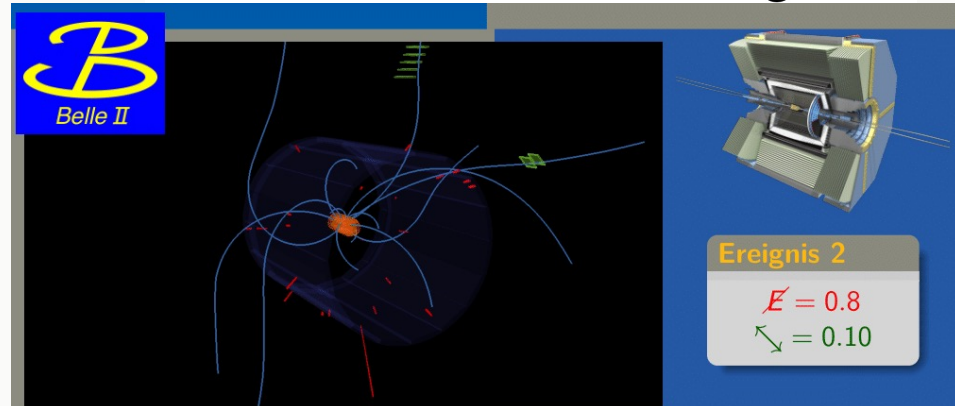 B
Belle II
Ereignis 2
E̸ = 0.8
⤡ = 0.10